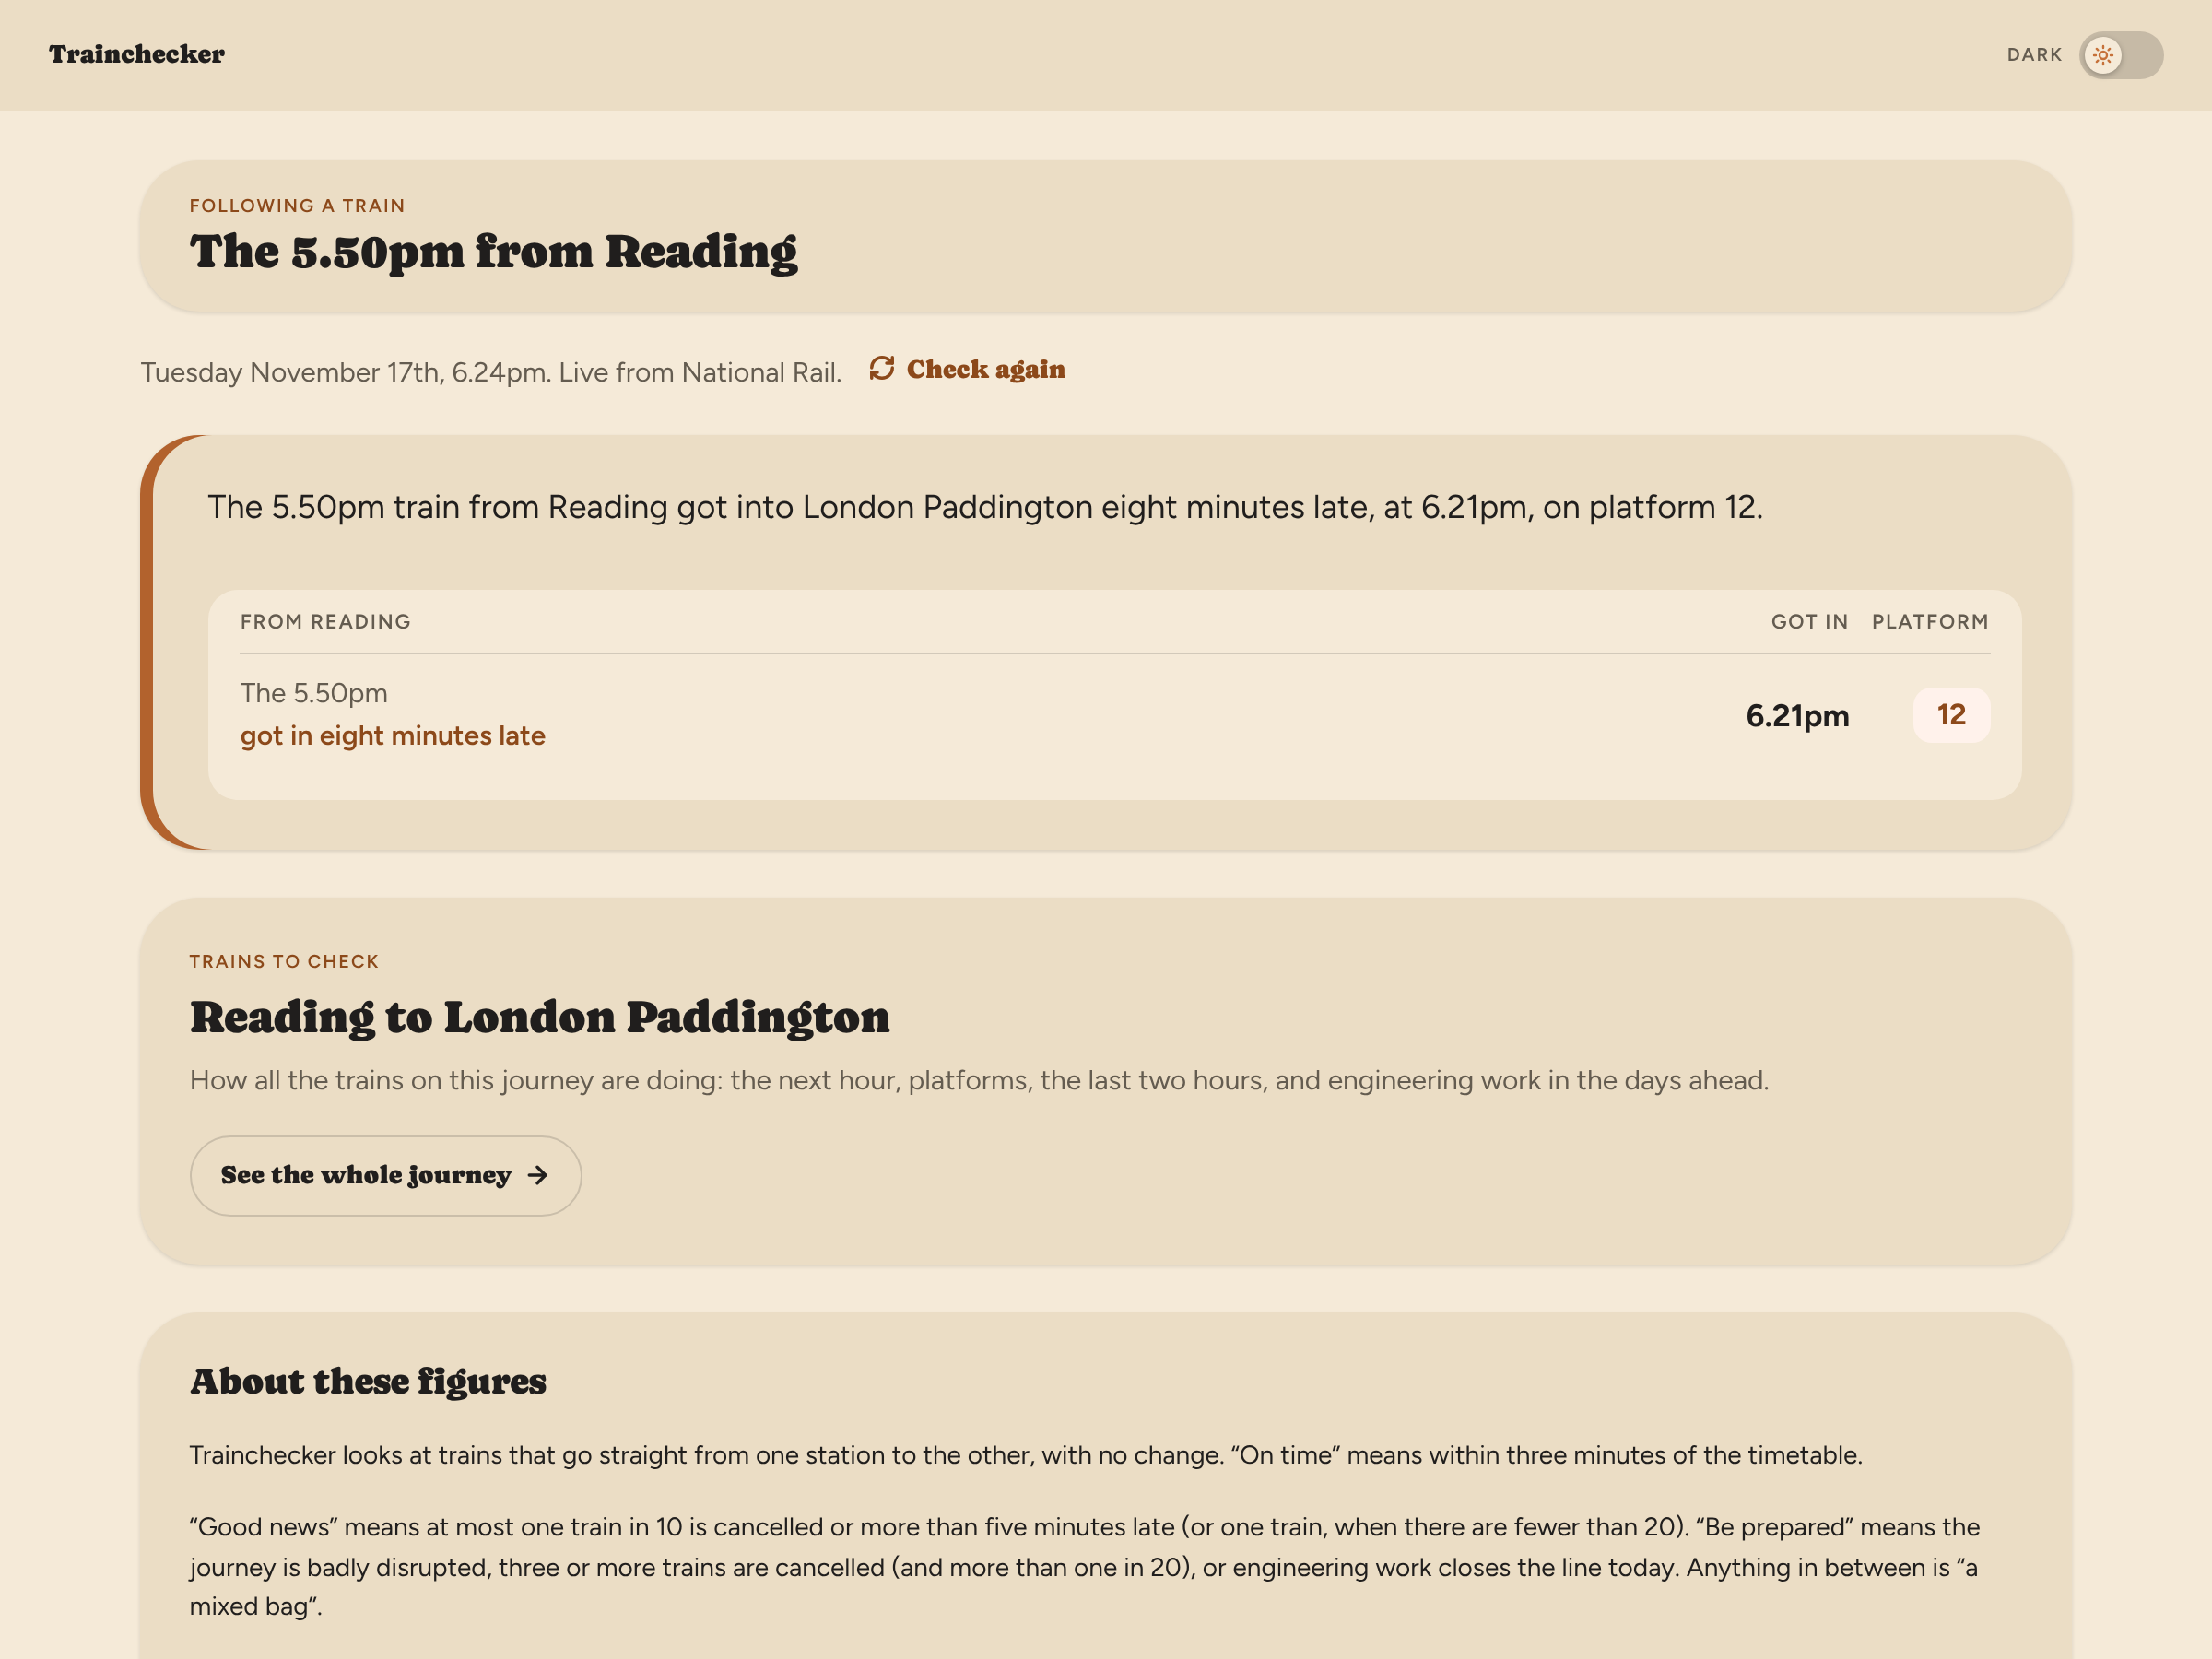 Trainchecker
DARK
FOLLOWING A TRAIN
The 5.50pm from Reading
Tuesday November 17th, 6.24pm. Live from National Rail.
Check again
The 5.50pm train from Reading got into London Paddington eight minutes late, at 6.21pm, on platform 12.
FROM READING
GOT IN
PLATFORM
The 5.50pm
got in eight minutes late
6.21pm
12
TRAINS TO CHECK
Reading to London Paddington
How all the trains on this journey are doing: the next hour, platforms, the last two hours, and engineering work in the days ahead.
See the whole journey →
About these figures
Trainchecker looks at trains that go straight from one station to the other, with no change. “On time” means within three minutes of the timetable.
“Good news” means at most one train in 10 is cancelled or more than five minutes late (or one train, when there are fewer than 20). “Be prepared” means the
journey is badly disrupted, three or more trains are cancelled (and more than one in 20), or engineering work closes the line today. Anything in between is “a
mixed bag”.